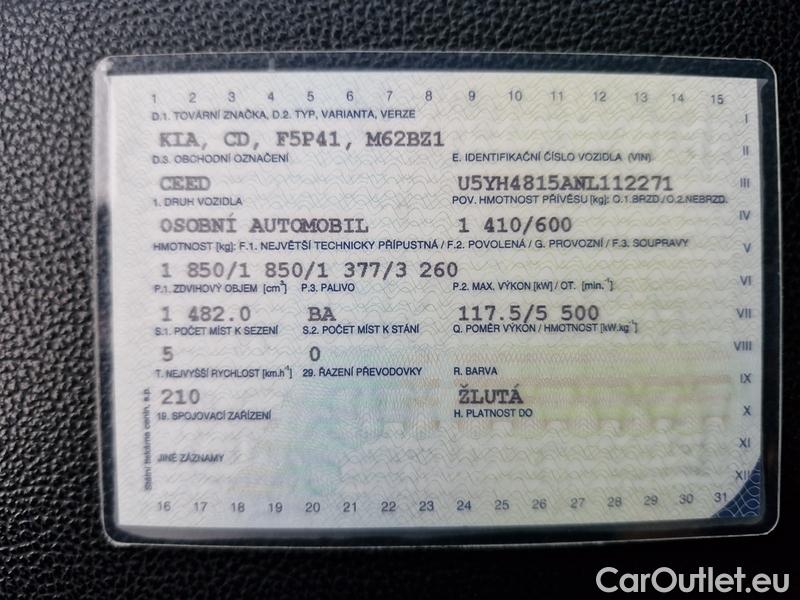 1 2 3 4 5 6 7 8 9 10 11 12 13 14 15
D.1. TOVÁRNÍ ZNAČKA, D.2. TYP, VARIANTA, VERZE
I
KIA, CD, F5P41, M62BZ1
D.3. OBCHODNÍ OZNAČENÍ E. IDENTIFIKAČNÍ ČÍSLO VOZIDLA (VIN)
II
CEED U5YH4815ANL112271
III
1. DRUH VOZIDLA POV. HMOTNOST PŘÍVĚSU [kg]: O.1.BRZD./O.2.NEBRZD.
OSOBNÍ AUTOMOBIL 1 410/600
IV
HMOTNOST [kg]: F.1. NEJVĚTŠÍ TECHNICKY PŘÍPUSTNÁ / F.2. POVOLENÁ / G. PROVOZNÍ / F.3. SOUPRAVY
V
1 850/1 850/1 377/3 260
P.1. ZDVIHOVÝ OBJEM [cm³] P.3. PALIVO P.2. MAX. VÝKON [kW] / OT. [min.⁻¹]
VI
1 482.0 BA 117.5/5 500
VII
S.1. POČET MÍST K SEZENÍ S.2. POČET MÍST K STÁNÍ Q. POMĚR VÝKON / HMOTNOST [kW.kg⁻¹]
5 0
VIII
T. NEJVYŠŠÍ RYCHLOST [km.h⁻¹] 29. ŘAZENÍ PŘEVODOVKY R. BARVA
IX
210 ŽLUTÁ
19. SPOJOVACÍ ZAŘÍZENÍ H. PLATNOST DO
X
XI
JINÉ ZÁZNAMY
XII
Státní tiskárna cenin, s.p.
16 17 18 19 20 21 22 23 24 25 26 27 28 29 30 31
CarOutlet.eu